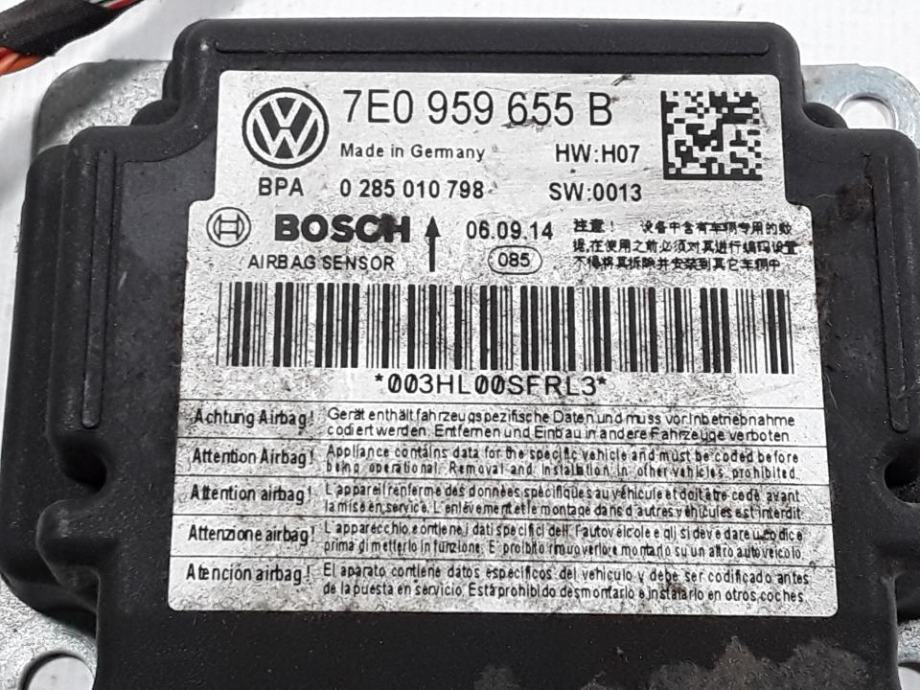 7E0 959 655 B
Made in Germany HW:H07
BPA 0 285 010 798 SW:0013
BOSCH 06.09.14
AIRBAG SENSOR 085
注意! 设备中含有车辆专用的数
据,在使用之前必须对其进行编码设置
不得将其拆除并安装到其它车辆中
*003HL00SFRL3*
Achtung Airbag! Gerät enthält fahrzeugspezifische Daten und muss vor Inbetriebnahme
codiert werden. Entfernen und Einbau in andere Fahrzeuge verboten
Attention Airbag! Appliance contains data for the specific vehicle and must be coded before
being operational. Removal and Installation in other vehicles prohibited.
Attention airbag! L'appareil renferme des données spécifiques au véhicule et doit être codé avant
la mise en service. L'enlèvement et le montage dans d'autres véhicules est interdit
Attenzione airbag! L'apparecchio contiene i dati specifici dell'autoveicolo e gli si deve dare un codice
prima di metterlo in funzione. È proibito rimuoverlo e montarlo su un altro autoveicolo.
Atención airbag! El aparato contiene datos específicos del vehículo y debe ser codificado antes
de la puesta en servicio. Está prohibido desmontarlo e instalarlo en otros coches.